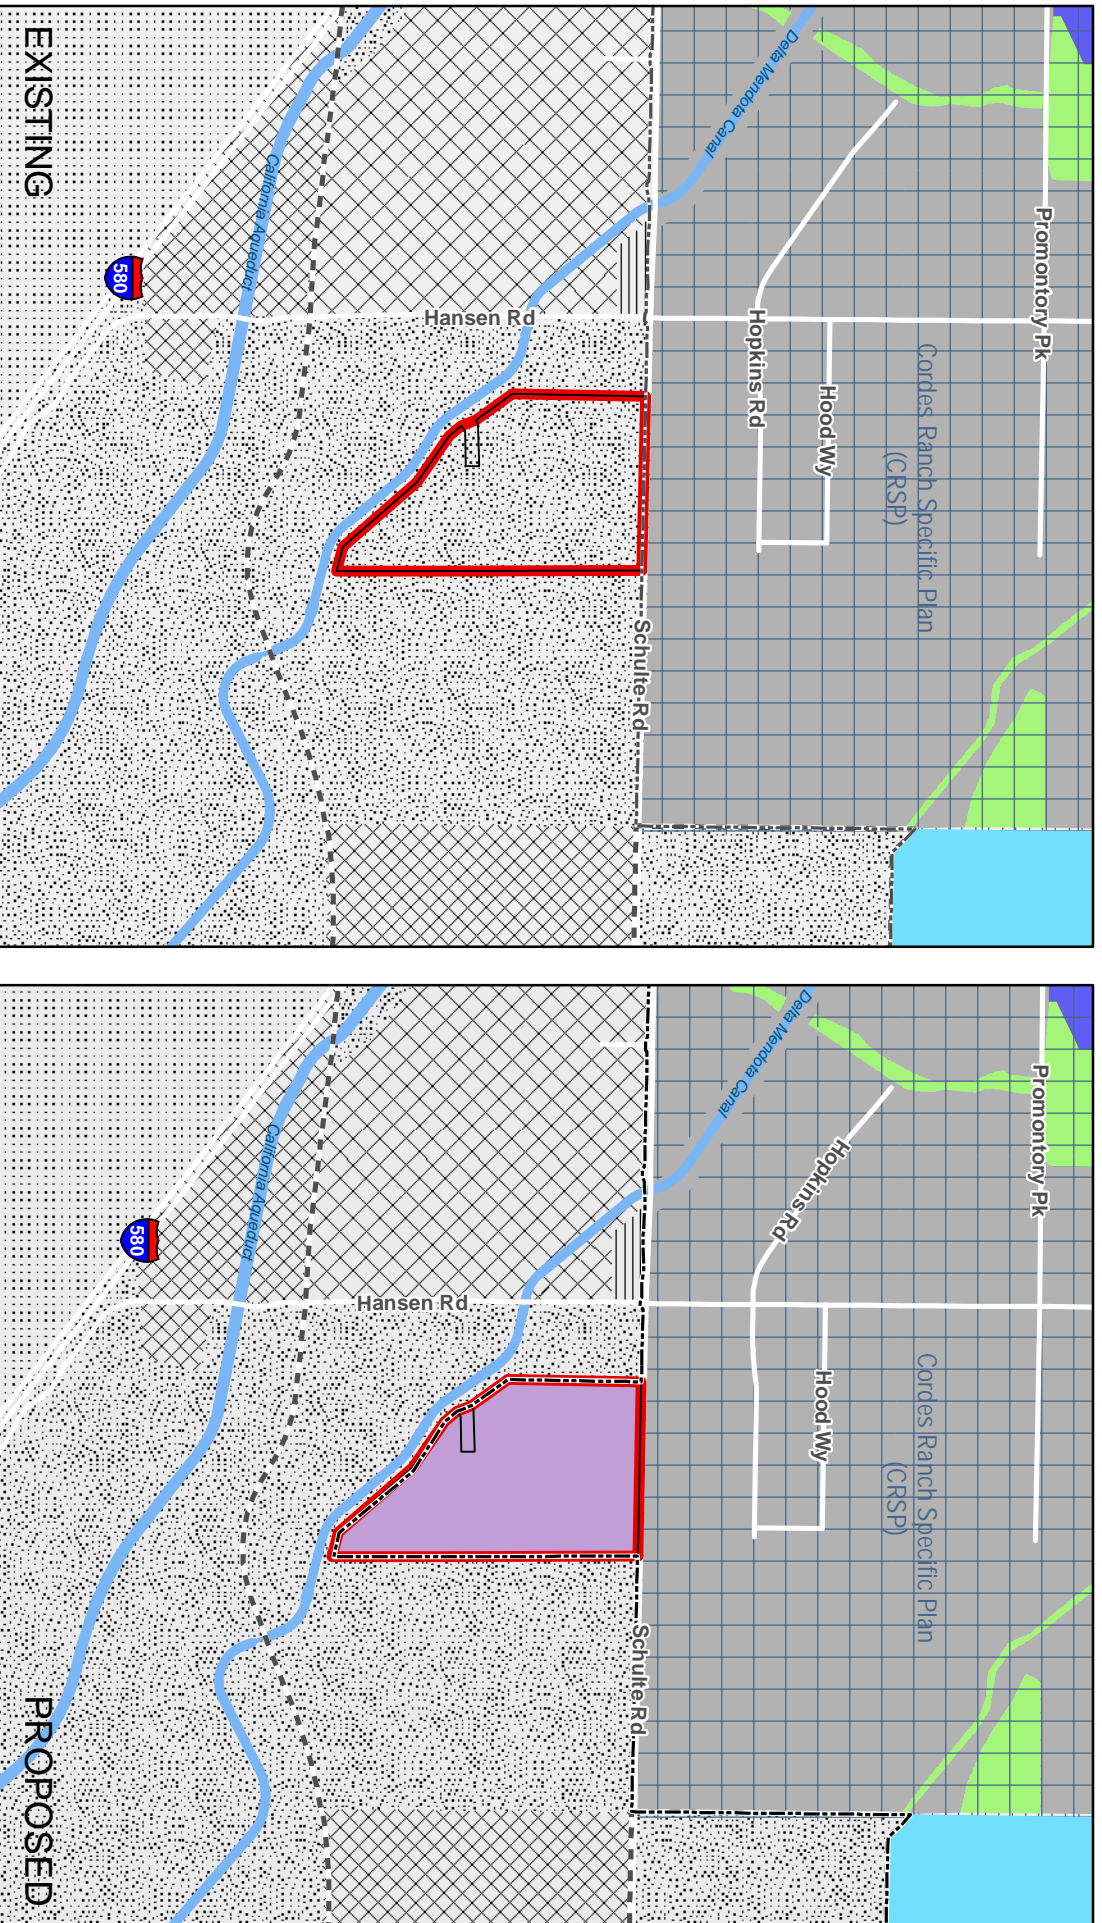 EXISTING
Delta Mendota Canal
California Aqueduct
580
Hansen Rd
Promontory Pk
Hopkins Rd
Hood Wy
Cordes Ranch Specific Plan
(CRSP)
Schulte Rd
PROPOSED
Delta Mendota Canal
California Aqueduct
580
Hansen Rd
Promontory Pk
Hopkins Rd
Hood Wy
Cordes Ranch Specific Plan
(CRSP)
Schulte Rd